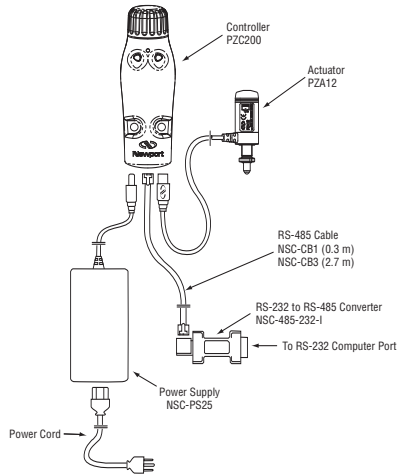 Controller
PZC200
Actuator
PZA12
Newport
RS-485 Cable
NSC-CB1 (0.3 m)
NSC-CB3 (2.7 m)
RS-232 to RS-485 Converter
NSC-485-232-I
To RS-232 Computer Port
Power Supply
NSC-PS25
Power Cord